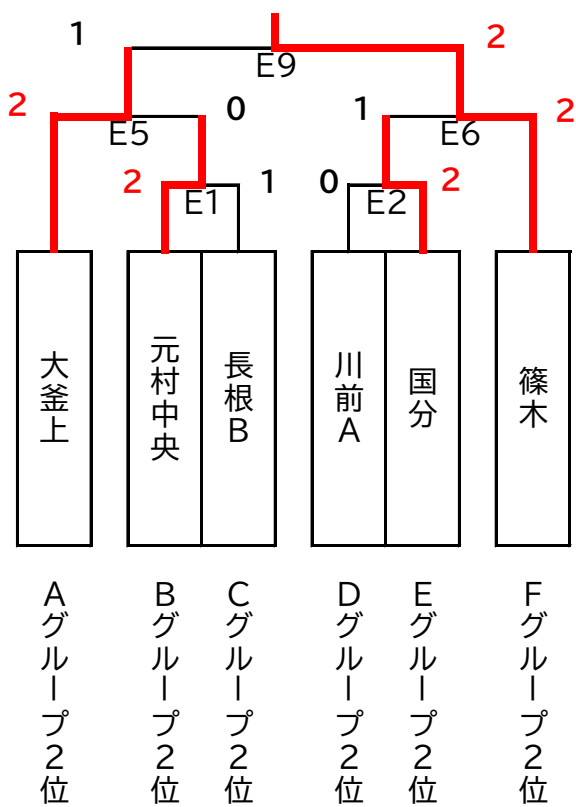 1
2
E9
2
0
1
2
E5
E6
2
1
0
2
E1
E2
大釜上
元村中央
長根B
川前A
国分
篠木
Aグループ2位
Bグループ2位
Cグループ2位
Dグループ2位
Eグループ2位
Fグループ2位